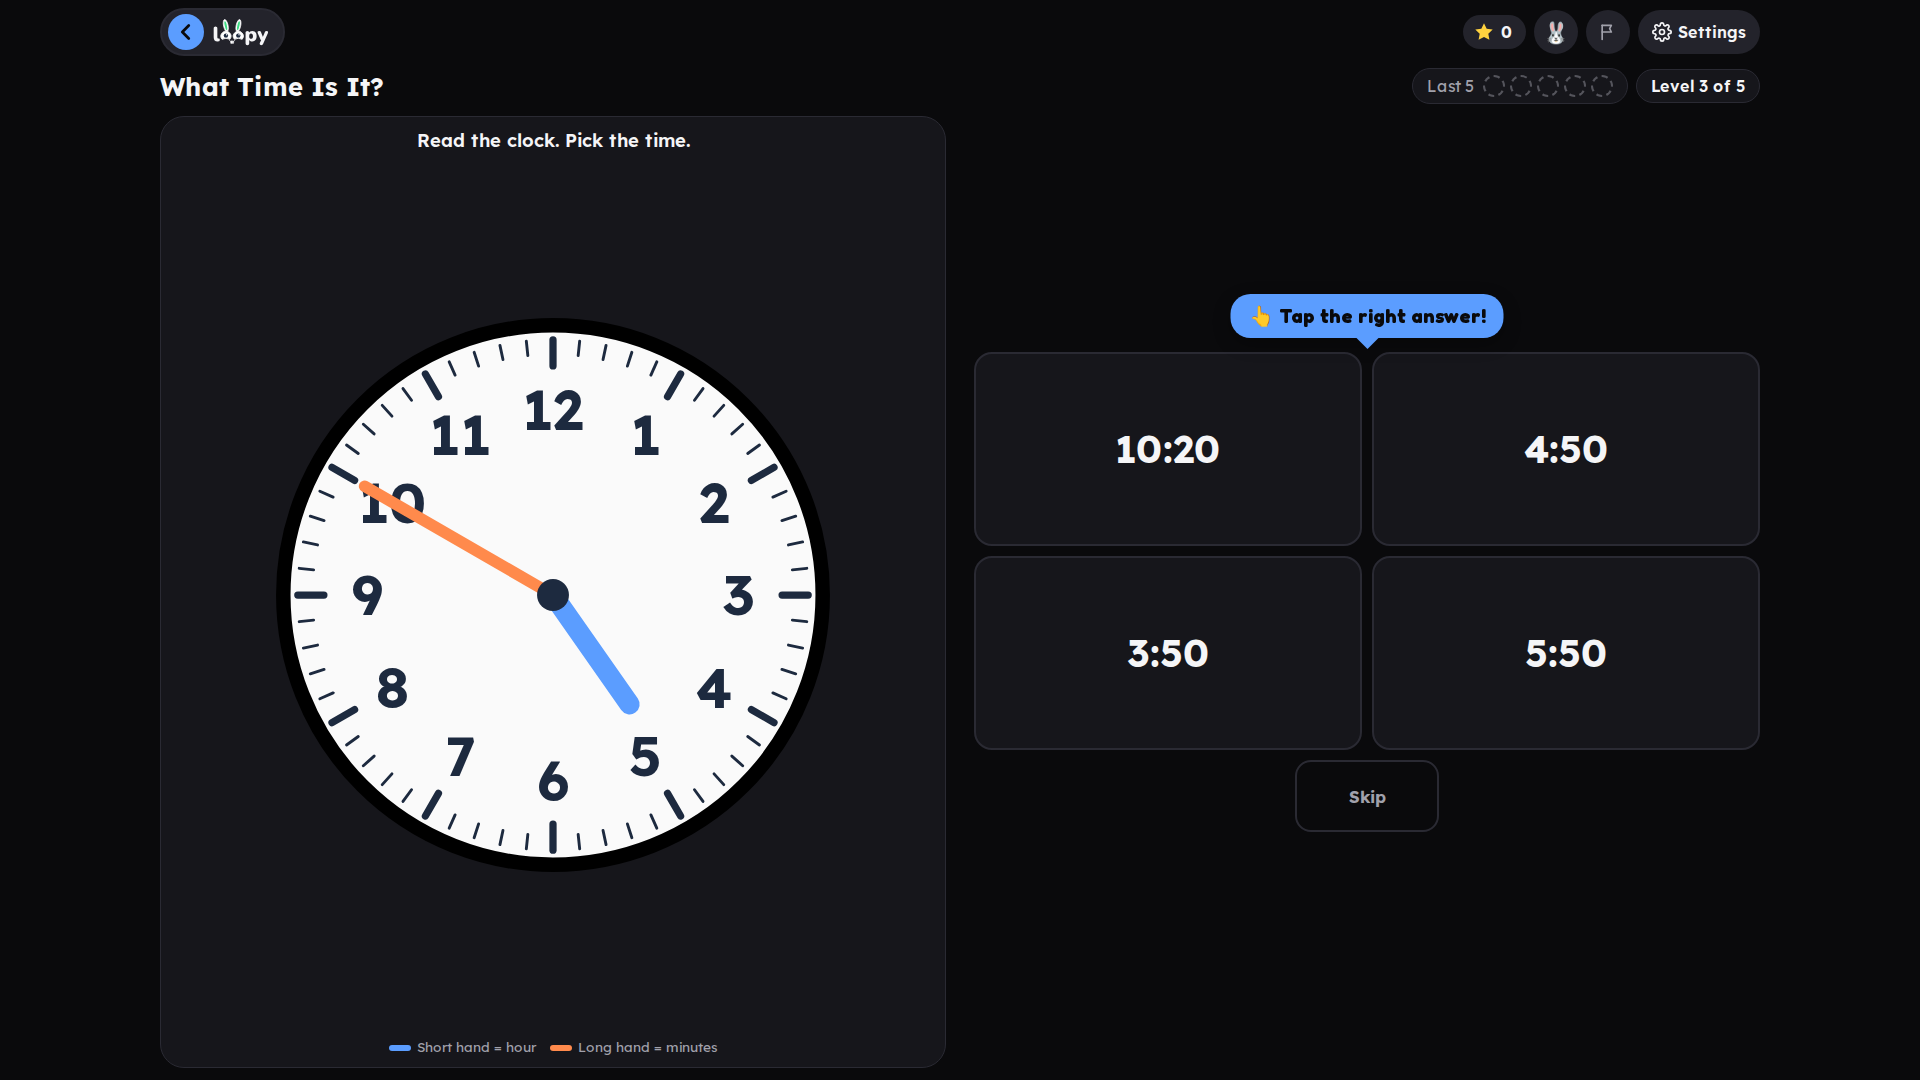 loopy
0
Settings
What Time Is It?
Last 5
Level 3 of 5
Read the clock. Pick the time.
12
1
2
3
4
5
6
7
8
9
10
11
Short hand = hour
Long hand = minutes
👆 Tap the right answer!
10:20
4:50
3:50
5:50
Skip